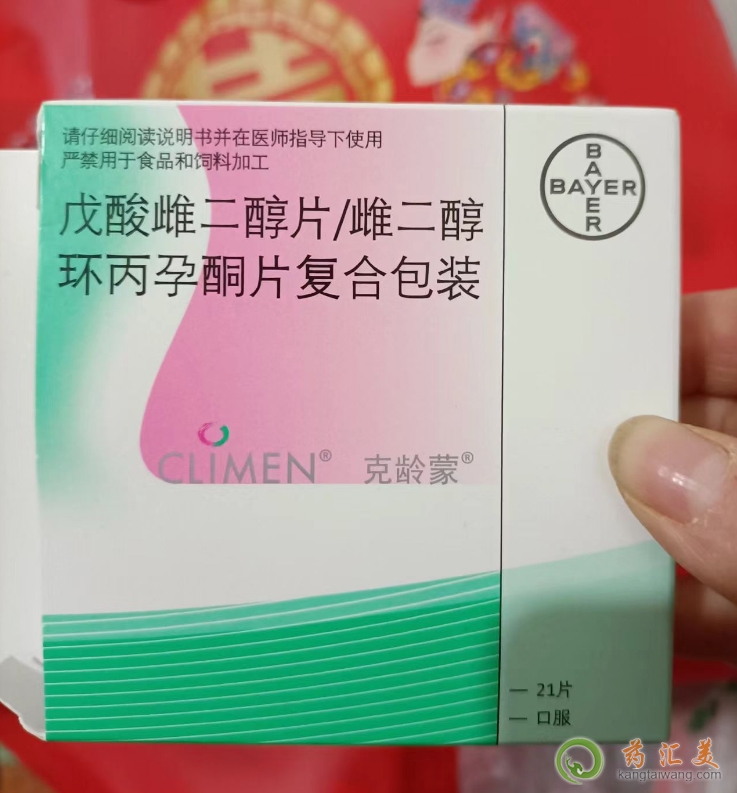 请仔细阅读说明书并在医师指导下使用
严禁用于食品和饲料加工
戊酸雌二醇片/雌二醇
环丙孕酮片复合包装
BAYER
BAYER
CLIMEN® 克龄蒙®
— 21片
— 口服
药汇美
kangtaiwang.com